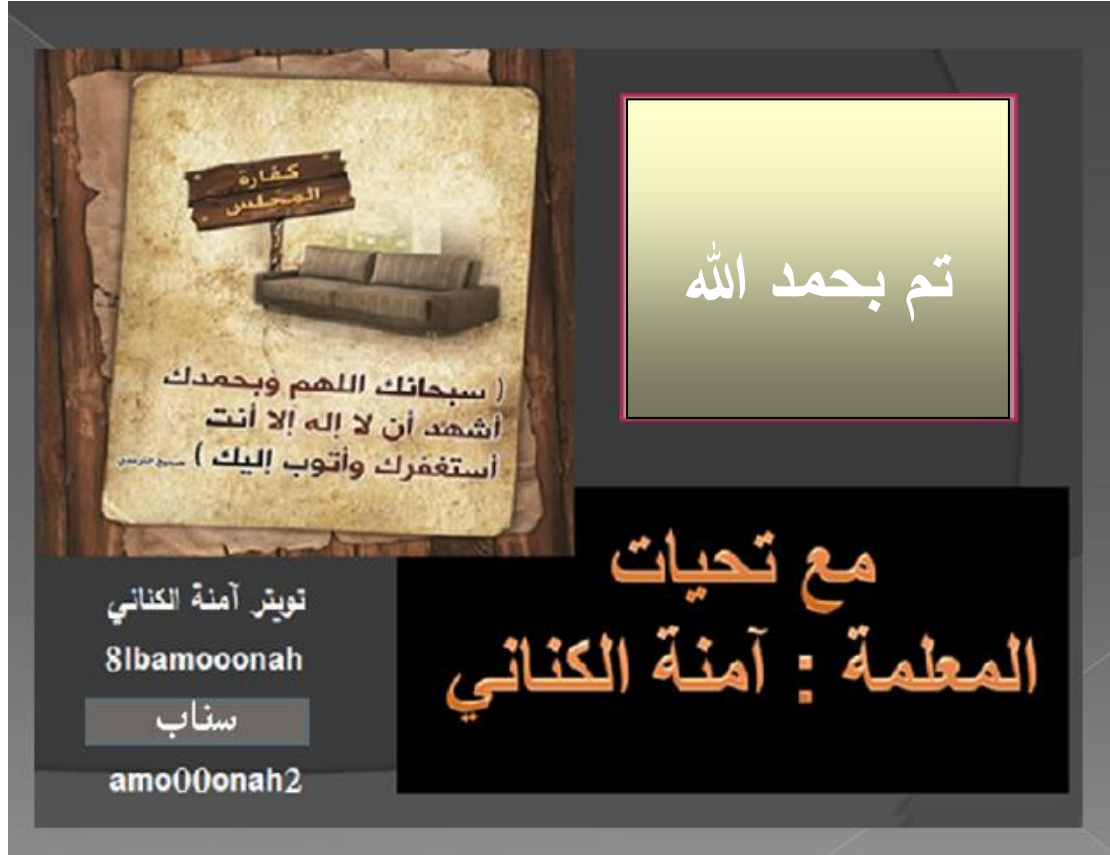 تم بحمد الله
كفارة
المجلس
( سبحانك اللهم وبحمدك
أشهد أن لا إله إلا أنت
أستغفرك وأتوب إليك )
مع تحيات
المعلمة : آمنة الكناني
تويتر آمنة الكناني
8lbamooonah
سناب
amo00onah2